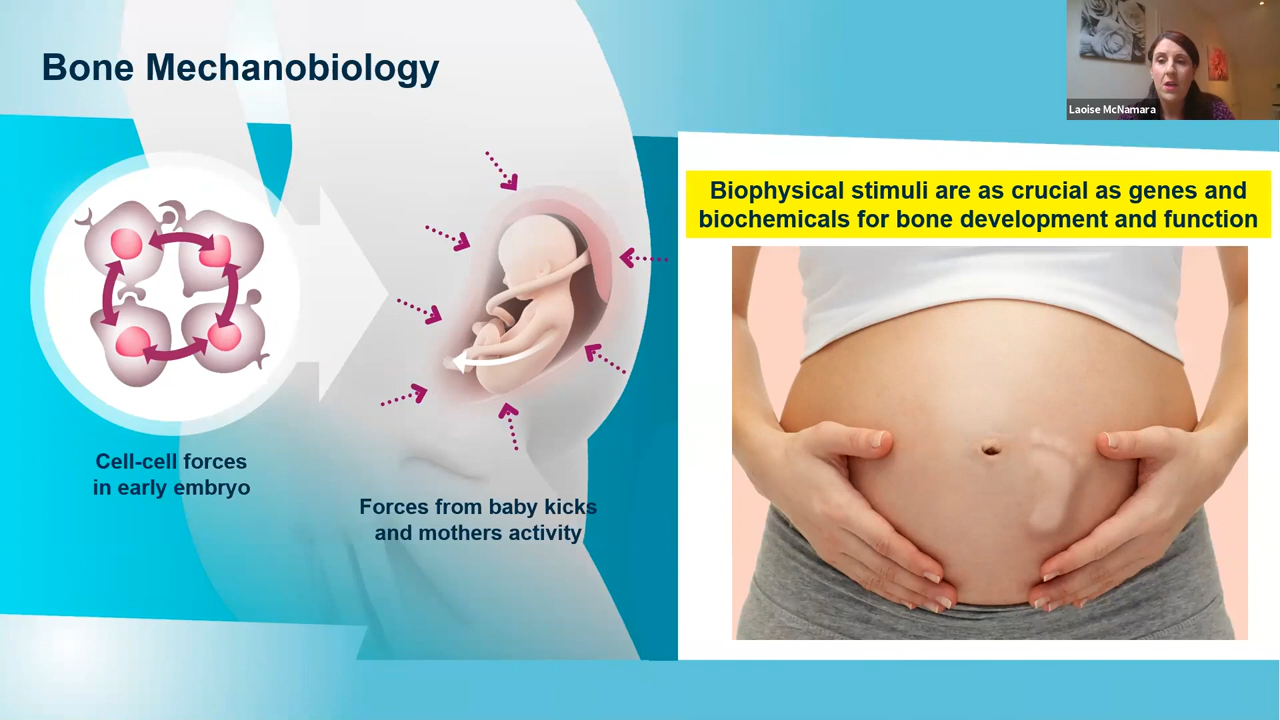 Bone Mechanobiology
Laoise McNamara
Biophysical stimuli are as crucial as genes and
biochemicals for bone development and function
Cell-cell forces
in early embryo
Forces from baby kicks
and mothers activity